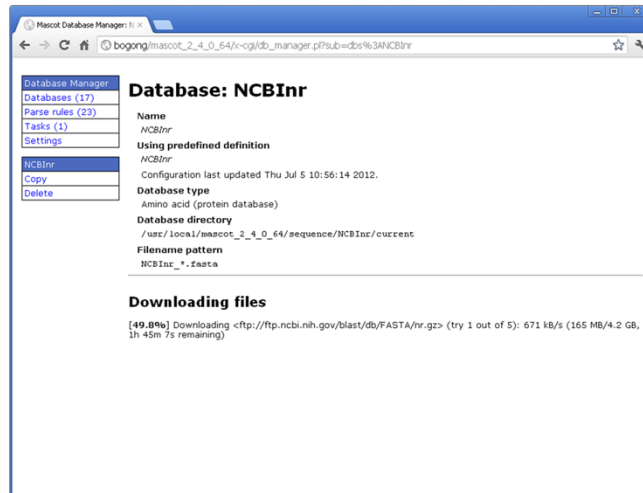 Mascot Database Manager: N
bogong/mascot_2_4_0_64/x-cgi/db_manager.pl?sub=dbs%3ANCBInr
Database Manager
Databases (17)
Parse rules (23)
Tasks (1)
Settings
NCBInr
Copy
Delete
Database: NCBInr
Name
NCBInr
Using predefined definition
NCBInr
Configuration last updated Thu Jul 5 10:56:14 2012.
Database type
Amino acid (protein database)
Database directory
/usr/local/mascot_2_4_0_64/sequence/NCBInr/current
Filename pattern
NCBInr_*.fasta
Downloading files
[49.8%] Downloading <ftp://ftp.ncbi.nih.gov/blast/db/FASTA/nr.gz> (try 1 out of 5): 671 kB/s (165 MB/4.2 GB,
1h 45m 7s remaining)